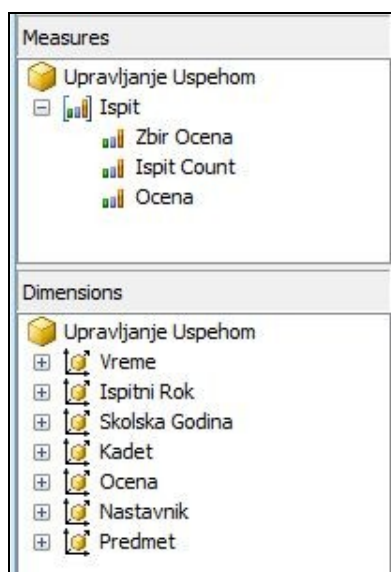 Measures
Upravljanje Uspehom
Ispit
Zbir Ocena
Ispit Count
Ocena
Dimensions
Upravljanje Uspehom
Vreme
Ispitni Rok
Skolska Godina
Kadet
Ocena
Nastavnik
Predmet